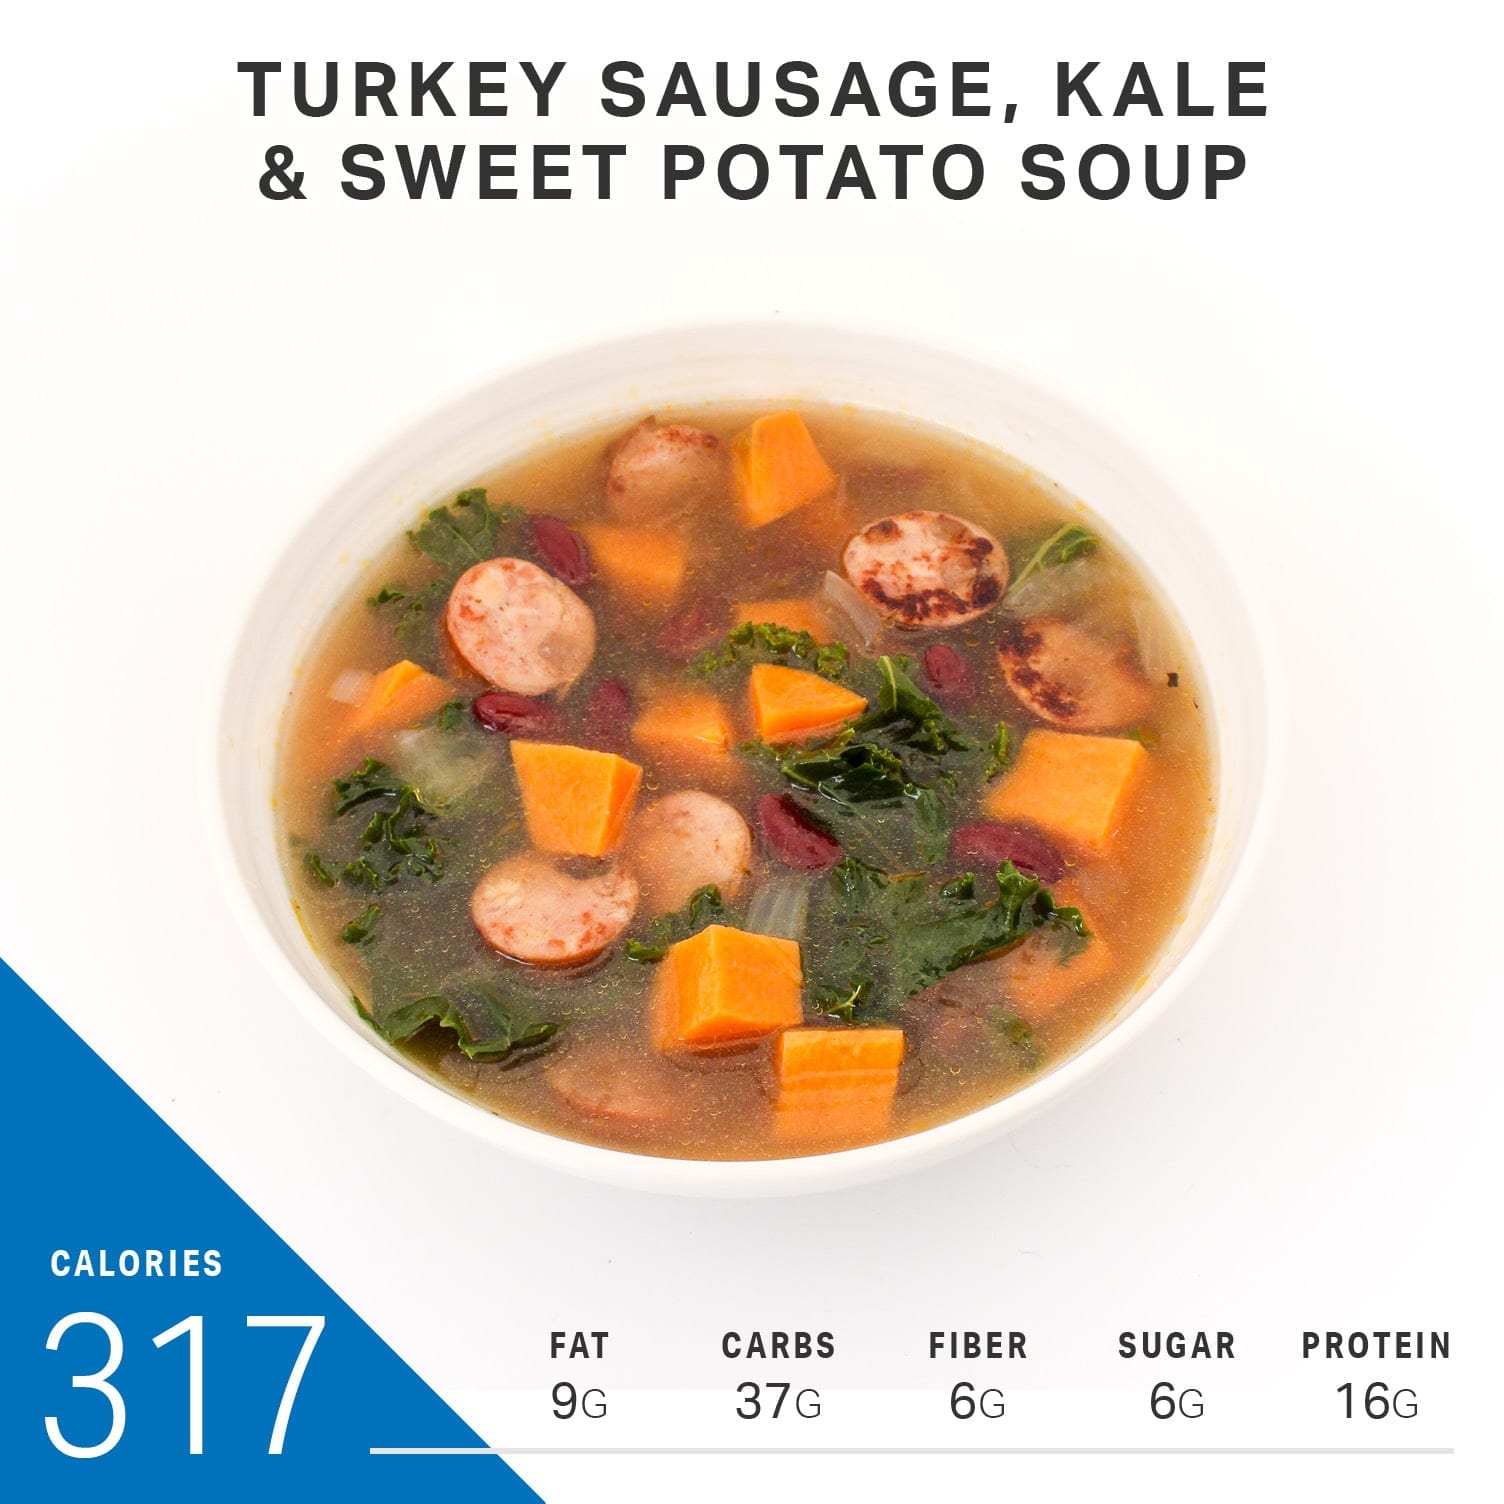 TURKEY SAUSAGE, KALE
& SWEET POTATO SOUP
CALORIES
317
FAT CARBS FIBER SUGAR PROTEIN
9G 37G 6G 6G 16G